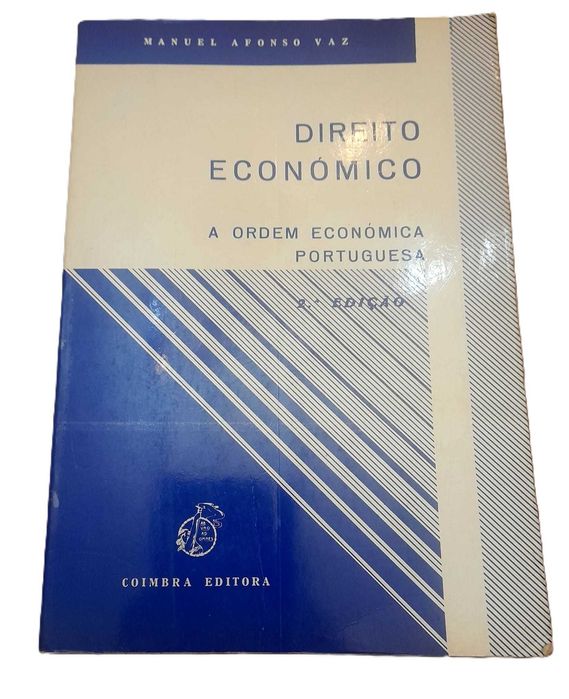 MANUEL AFONSO VAZ
DIREITO
ECONÓMICO
A ORDEM ECONÓMICA
PORTUGUESA
2.ª EDIÇÃO
COIMBRA EDITORA